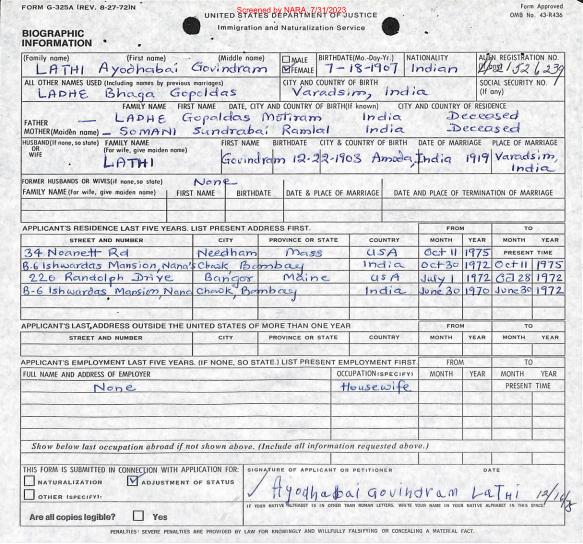 FORM G-325A (REV. 8-27-72)N
Screened by NARA, 7/31/2023
Form Approved
UNITED STATES DEPARTMENT OF JUSTICE
OMB No. 43-R436
Immigration and Naturalization Service
BIOGRAPHIC
INFORMATION
(Family name) (First name) (Middle name) MALE BIRTHDATE(Mo.-Day-Yr.) NATIONALITY ALIEN REGISTRATION NO.
LATHI Ayodhabai Govindram FEMALE 7-18-1907 Indian
ALL OTHER NAMES USED (Including names by previous marriages) CITY AND COUNTRY OF BIRTH SOCIAL SECURITY NO.
LADHE Bhaga Gopaldas Varadsim, India (If any)
FAMILY NAME FIRST NAME DATE, CITY AND COUNTRY OF BIRTH(If known) CITY AND COUNTRY OF RESIDENCE
FATHER — LADHE Gopaldas Motiram India Deceased
MOTHER(Maiden name) — SOMANI Sundrabai Ramlal India Deceased
HUSBAND(If none, so state) FAMILY NAME FIRST NAME BIRTHDATE CITY & COUNTRY OF BIRTH DATE OF MARRIAGE PLACE OF MARRIAGE
OR (For wife, give maiden name)
WIFE LATHI Govindram 12-22-1903 Amoda, India 1919 Varadsim,
India
FORMER HUSBANDS OR WIVES(If none, so state) None
FAMILY NAME (For wife, give maiden name) FIRST NAME BIRTHDATE DATE & PLACE OF MARRIAGE DATE AND PLACE OF TERMINATION OF MARRIAGE
APPLICANT'S RESIDENCE LAST FIVE YEARS. LIST PRESENT ADDRESS FIRST. FROM TO
STREET AND NUMBER CITY PROVINCE OR STATE COUNTRY MONTH YEAR MONTH YEAR
34 Noanett Rd Needham Mass USA Oct 11 1975 PRESENT TIME
B-6 Ishwardas Mansion, Nana's Chowk, Bombay India Oct 30 1972 Oct 11 1975
220 Randolph Drive Bangor Maine USA July 1 1972 Oct 28 1972
B-6 Ishwardas Mansion, Nana Chowk, Bombay India June 30 1970 June 30 1972
APPLICANT'S LAST ADDRESS OUTSIDE THE UNITED STATES OF MORE THAN ONE YEAR FROM TO
STREET AND NUMBER CITY PROVINCE OR STATE COUNTRY MONTH YEAR MONTH YEAR
APPLICANT'S EMPLOYMENT LAST FIVE YEARS. (IF NONE, SO STATE.) LIST PRESENT EMPLOYMENT FIRST. FROM TO
FULL NAME AND ADDRESS OF EMPLOYER OCCUPATION(SPECIFY) MONTH YEAR MONTH YEAR
None Housewife PRESENT TIME
Show below last occupation abroad if not shown above. (Include all information requested above.)
THIS FORM IS SUBMITTED IN CONNECTION WITH APPLICATION FOR: SIGNATURE OF APPLICANT OR PETITIONER DATE
NATURALIZATION ADJUSTMENT OF STATUS
Ayodhabai Govindram LATHI
OTHER (SPECIFY):
IF YOUR NATIVE ALPHABET IS IN OTHER THAN ROMAN LETTERS, WRITE YOUR NAME IN YOUR NATIVE ALPHABET IN THIS SPACE:
Are all copies legible? Yes
PENALTIES: SEVERE PENALTIES ARE PROVIDED BY LAW FOR KNOWINGLY AND WILLFULLY FALSIFYING OR CONCEALING A MATERIAL FACT.